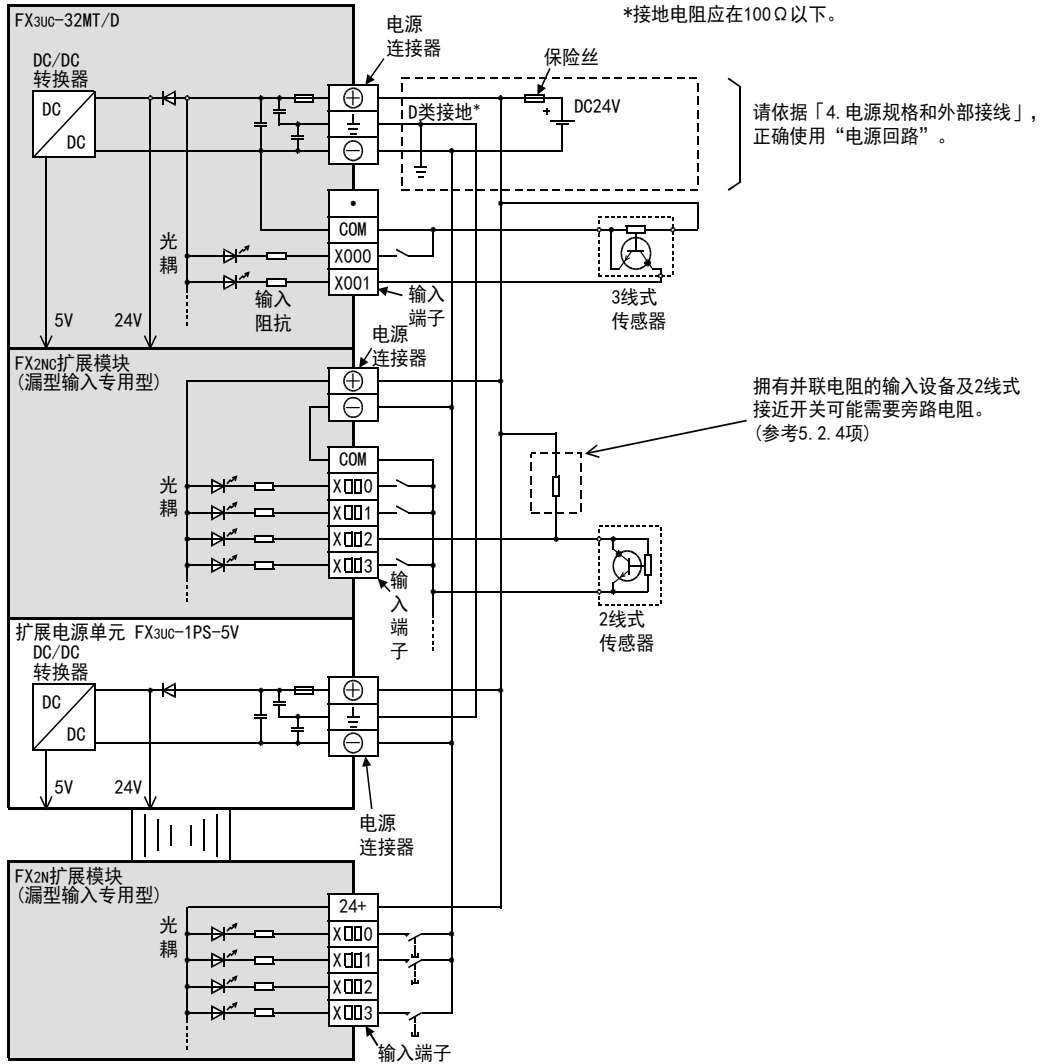 FX3UC-32MT/D
*接地电阻应在100Ω以下。
电源
连接器
DC/DC
转换器
保险丝
DC
DC
D类接地*
+
DC24V
请依据「4.电源规格和外部接线」,
正确使用“电源回路”。
•
COM
X000
X001
光
耦
输入
阻抗
输入
端子
3线式
传感器
5V
24V
电源
连接器
FX2NC扩展模块
(漏型输入专用型)
拥有并联电阻的输入设备及2线式
接近开关可能需要旁路电阻。
(参考5.2.4项)
COM
光
耦
X□□0
X□□1
X□□2
X□□3
输
入
端
子
2线式
传感器
扩展电源单元 FX3UC-1PS-5V
DC/DC
转换器
DC
DC
5V
24V
电源
连接器
FX2N扩展模块
(漏型输入专用型)
24+
光
耦
X□□0
X□□1
X□□2
X□□3
输入端子